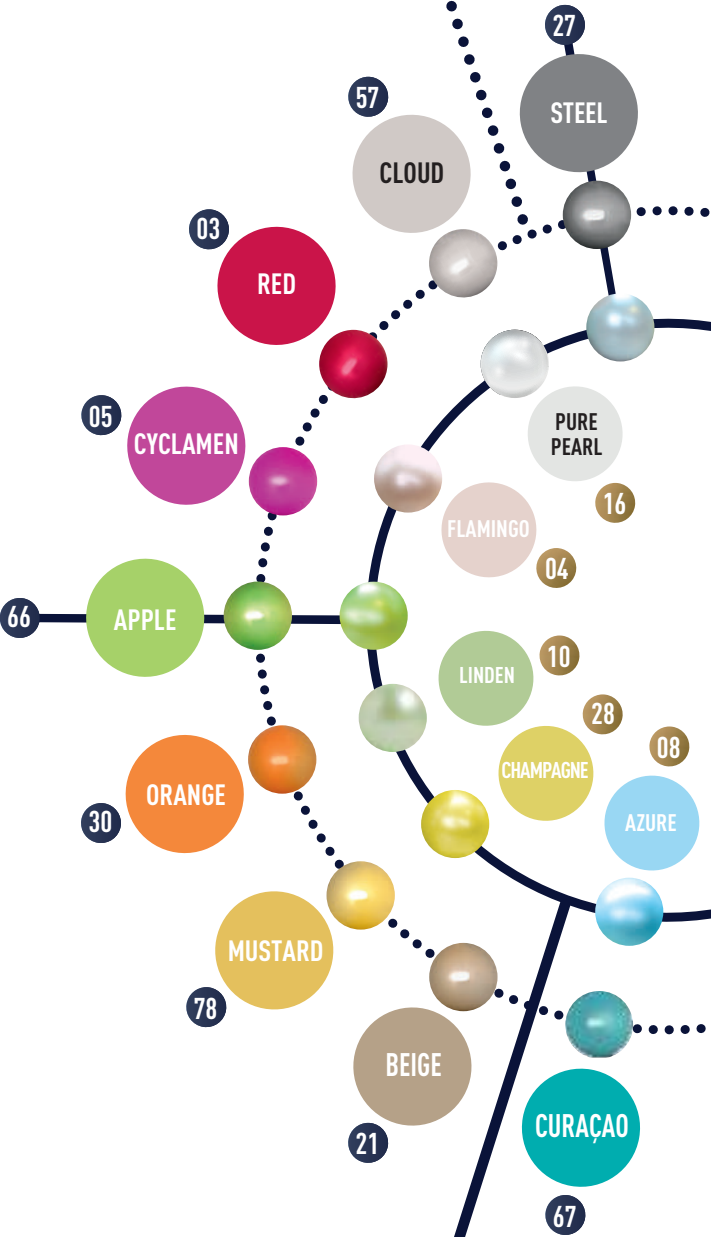 27
STEEL
57
CLOUD
03
RED
05
CYCLAMEN
PURE
PEARL
16
FLAMINGO
04
66
APPLE
10
LINDEN
28
CHAMPAGNE
08
AZURE
30
ORANGE
78
MUSTARD
21
BEIGE
CURAÇAO
67